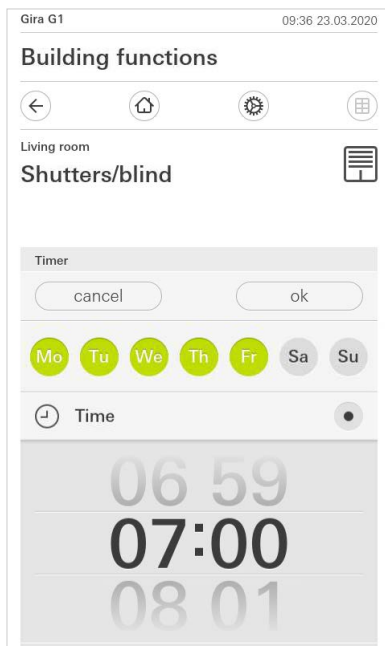 Gira G1 09:36 23.03.2020
Building functions
Living room
Shutters/blind
Timer
cancel ok
Mo Tu We Th Fr Sa Su
Time
06 59
07:00
08 01